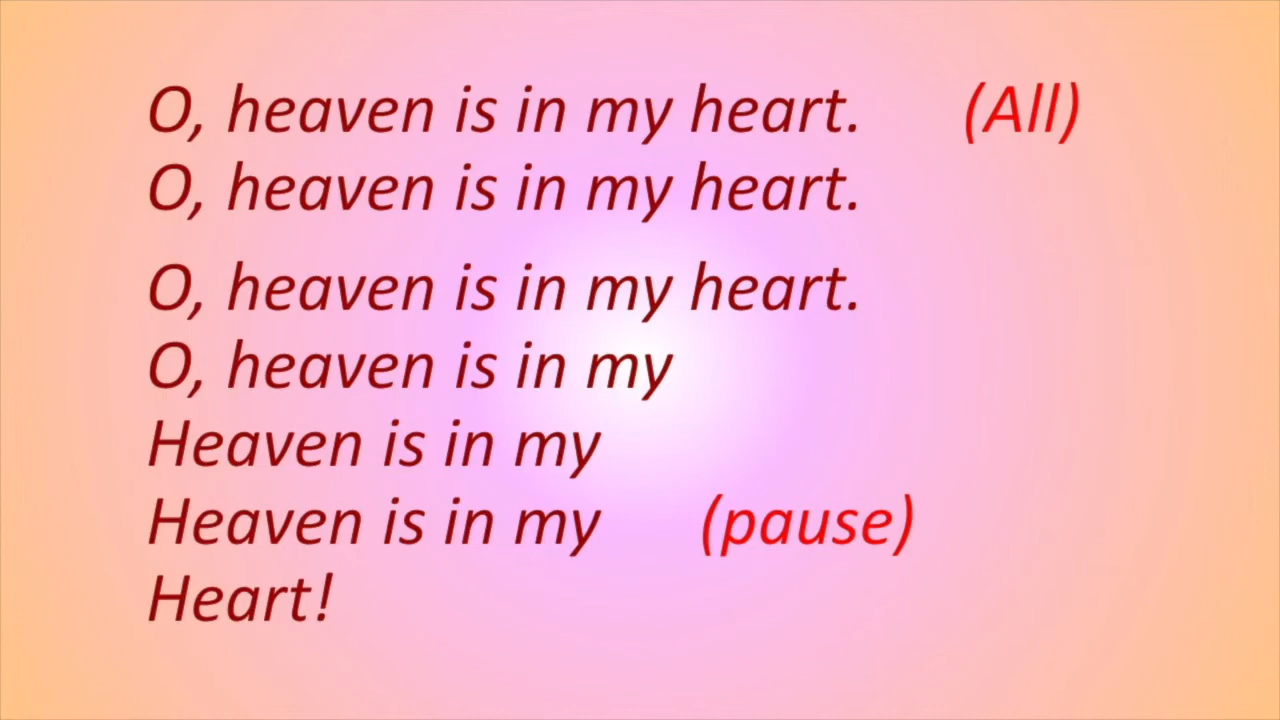 O, heaven is in my heart. (All)
O, heaven is in my heart.
O, heaven is in my heart.
O, heaven is in my
Heaven is in my
Heaven is in my (pause)
Heart!